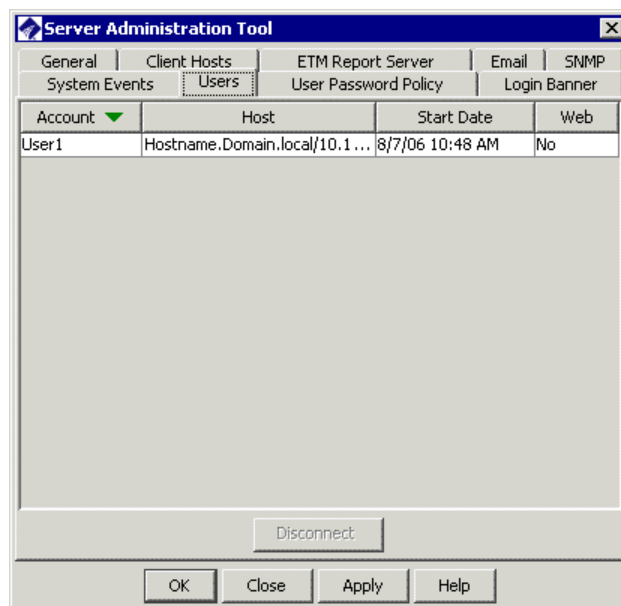 Server Administration Tool
General Client Hosts ETM Report Server Email SNMP
System Events Users User Password Policy Login Banner
Account Host Start Date Web
User1 Hostname.Domain.local/10.1... 8/7/06 10:48 AM No
Disconnect
OK Close Apply Help